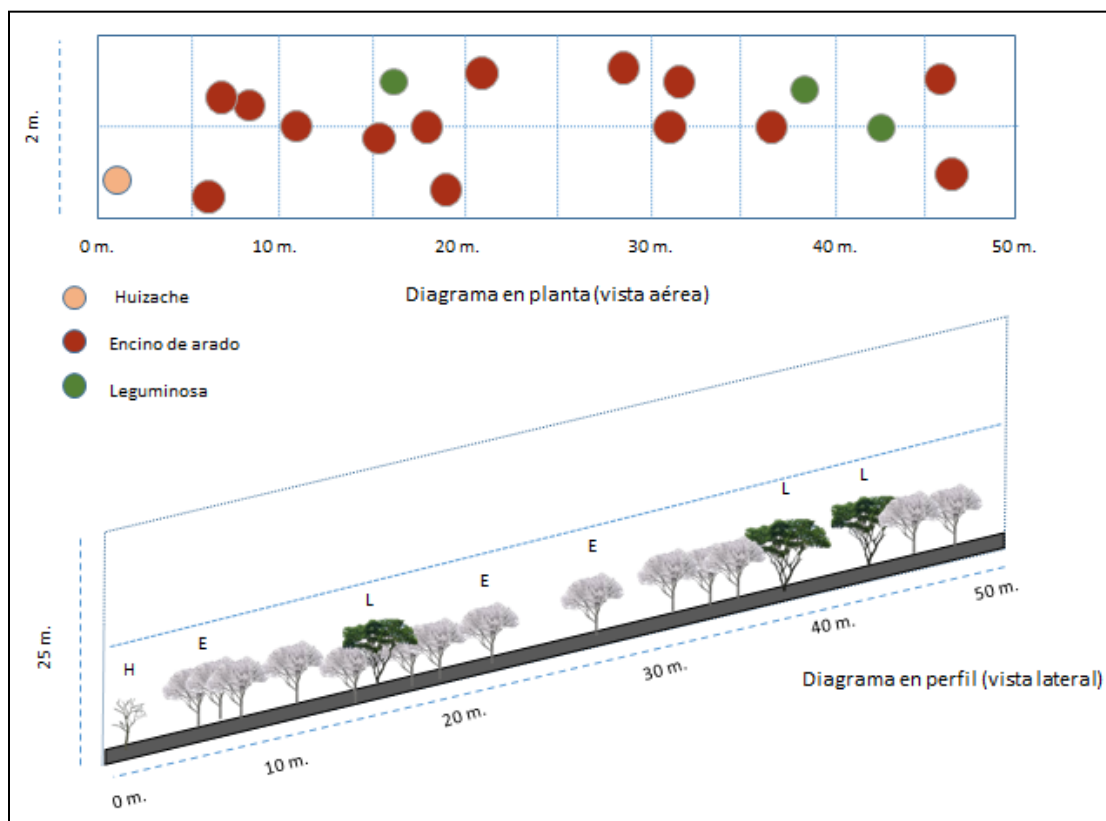 2 m.
0 m.
10 m.
20 m.
30 m.
40 m.
50 m.
Huizache
Encino de arado
Leguminosa
Diagrama en planta (vista aérea)
25 m.
H
E
L
E
E
L
L
0 m.
10 m.
20 m.
30 m.
40 m.
50 m.
Diagrama en perfil (vista lateral)